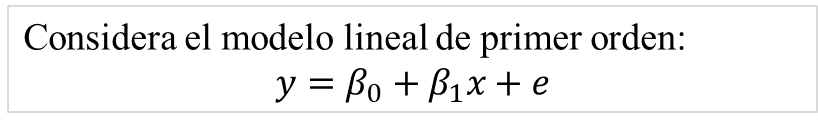 Considera el modelo lineal de primer orden:
𝑦 = 𝛽₀ + 𝛽₁𝑥 + 𝑒